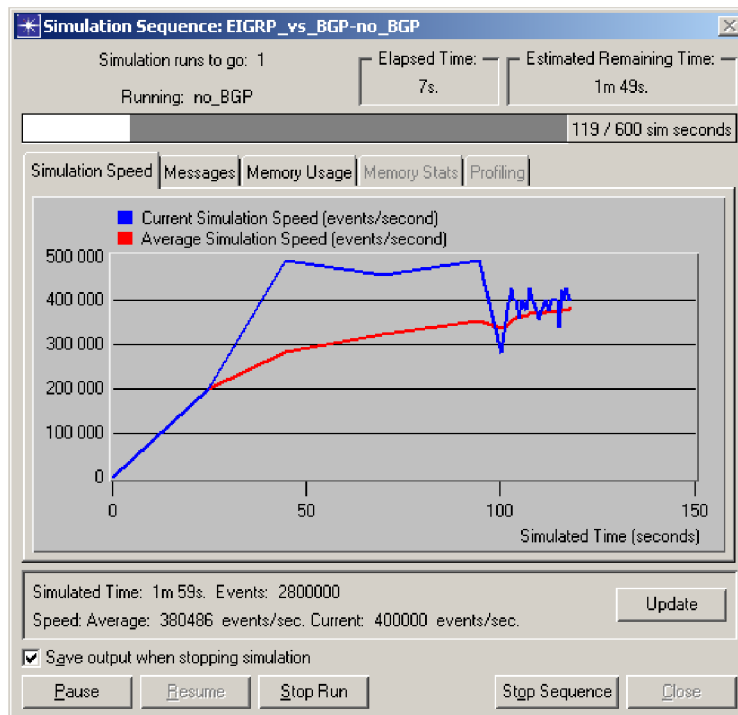 Simulation Sequence: EIGRP_vs_BGP-no_BGP
Simulation runs to go: 1
Running: no_BGP
Elapsed Time:
7s.
Estimated Remaining Time:
1m 49s.
119 / 600 sim seconds
Simulation Speed Messages Memory Usage Memory Stats Profiling
Current Simulation Speed (events/second)
Average Simulation Speed (events/second)
500 000
400 000
300 000
200 000
100 000
0
0 50 100 150
Simulated Time (seconds)
Simulated Time: 1m 59s. Events: 2800000
Speed: Average: 380486 events/sec. Current: 400000 events/sec.
Update
Save output when stopping simulation
Pause Resume Stop Run Stop Sequence Close